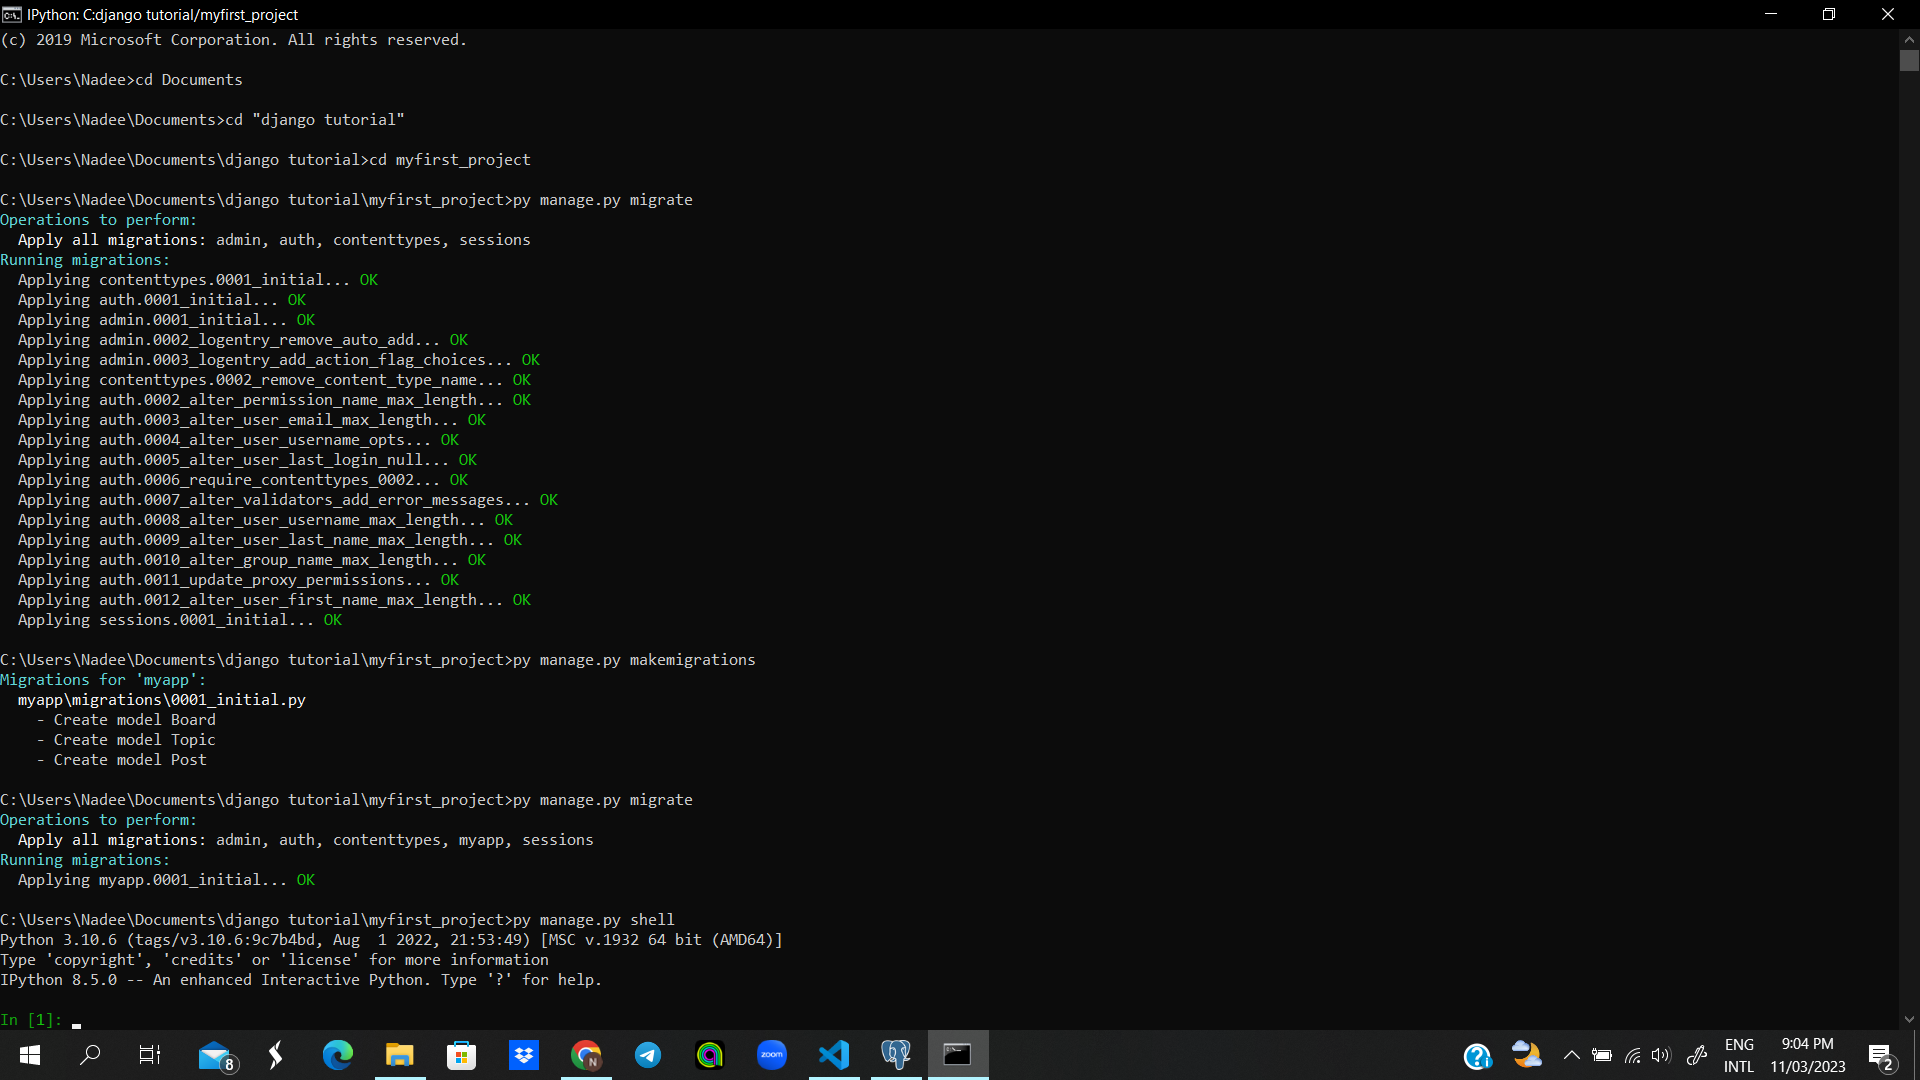 IPython: C:django tutorial/myfirst_project
(c) 2019 Microsoft Corporation. All rights reserved.
C:\Users\Nadee>cd Documents
C:\Users\Nadee\Documents>cd "django tutorial"
C:\Users\Nadee\Documents\django tutorial>cd myfirst_project
C:\Users\Nadee\Documents\django tutorial\myfirst_project>py manage.py migrate
Operations to perform:
  Apply all migrations: admin, auth, contenttypes, sessions
Running migrations:
  Applying contenttypes.0001_initial... OK
  Applying auth.0001_initial... OK
  Applying admin.0001_initial... OK
  Applying admin.0002_logentry_remove_auto_add... OK
  Applying admin.0003_logentry_add_action_flag_choices... OK
  Applying contenttypes.0002_remove_content_type_name... OK
  Applying auth.0002_alter_permission_name_max_length... OK
  Applying auth.0003_alter_user_email_max_length... OK
  Applying auth.0004_alter_user_username_opts... OK
  Applying auth.0005_alter_user_last_login_null... OK
  Applying auth.0006_require_contenttypes_0002... OK
  Applying auth.0007_alter_validators_add_error_messages... OK
  Applying auth.0008_alter_user_username_max_length... OK
  Applying auth.0009_alter_user_last_name_max_length... OK
  Applying auth.0010_alter_group_name_max_length... OK
  Applying auth.0011_update_proxy_permissions... OK
  Applying auth.0012_alter_user_first_name_max_length... OK
  Applying sessions.0001_initial... OK
C:\Users\Nadee\Documents\django tutorial\myfirst_project>py manage.py makemigrations
Migrations for 'myapp':
  myapp\migrations\0001_initial.py
    - Create model Board
    - Create model Topic
    - Create model Post
C:\Users\Nadee\Documents\django tutorial\myfirst_project>py manage.py migrate
Operations to perform:
  Apply all migrations: admin, auth, contenttypes, myapp, sessions
Running migrations:
  Applying myapp.0001_initial... OK
C:\Users\Nadee\Documents\django tutorial\myfirst_project>py manage.py shell
Python 3.10.6 (tags/v3.10.6:9c7b4bd, Aug  1 2022, 21:53:49) [MSC v.1932 64 bit (AMD64)]
Type 'copyright', 'credits' or 'license' for more information
IPython 8.5.0 -- An enhanced Interactive Python. Type '?' for help.
In [1]:
8
N
zoom
ENG
INTL
9:04 PM
11/03/2023
2